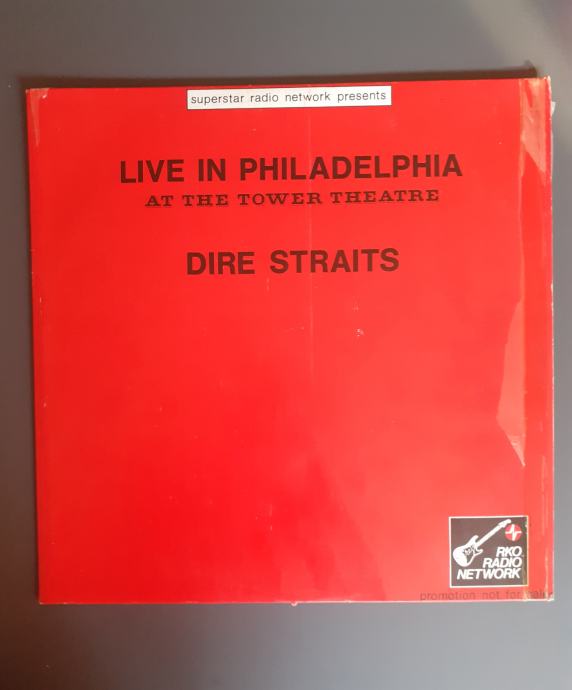 superstar radio network presents
LIVE IN PHILADELPHIA
AT THE TOWER THEATRE
DIRE STRAITS
RKO
RADIO
NETWORK
promotion not for sale